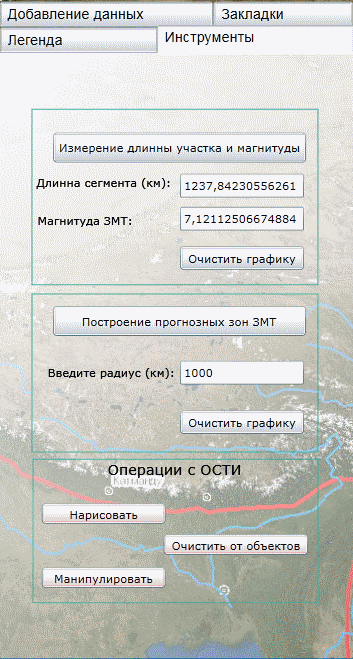 Добавление данных
Закладки
Легенда
Инструменты
Измерение длинны участка и магнитуды
Длинна сегмента (км): 1237,84230556261
Магнитуда ЗМТ: 7,12112506674884
Очистить графику
Построение прогнозных зон ЗМТ
Введите радиус (км): 1000
Очистить графику
Операции с ОСТИ
Катманду
Нарисовать
Очистить от объектов
Манипулировать